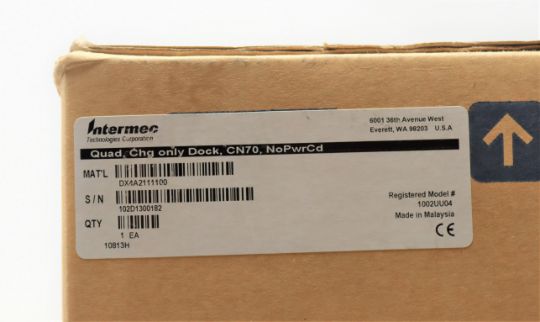 Intermec
Technologies Corporation
6001 36th Avenue West
Everett, WA 98203 U.S.A
Quad, Chg only Dock, CN70, NoPwrCd
MAT'L
DX4A2111100
S / N
102D1300182
QTY
1 EA
10813H
Registered Model #
1002UU04
Made in Malaysia
CE